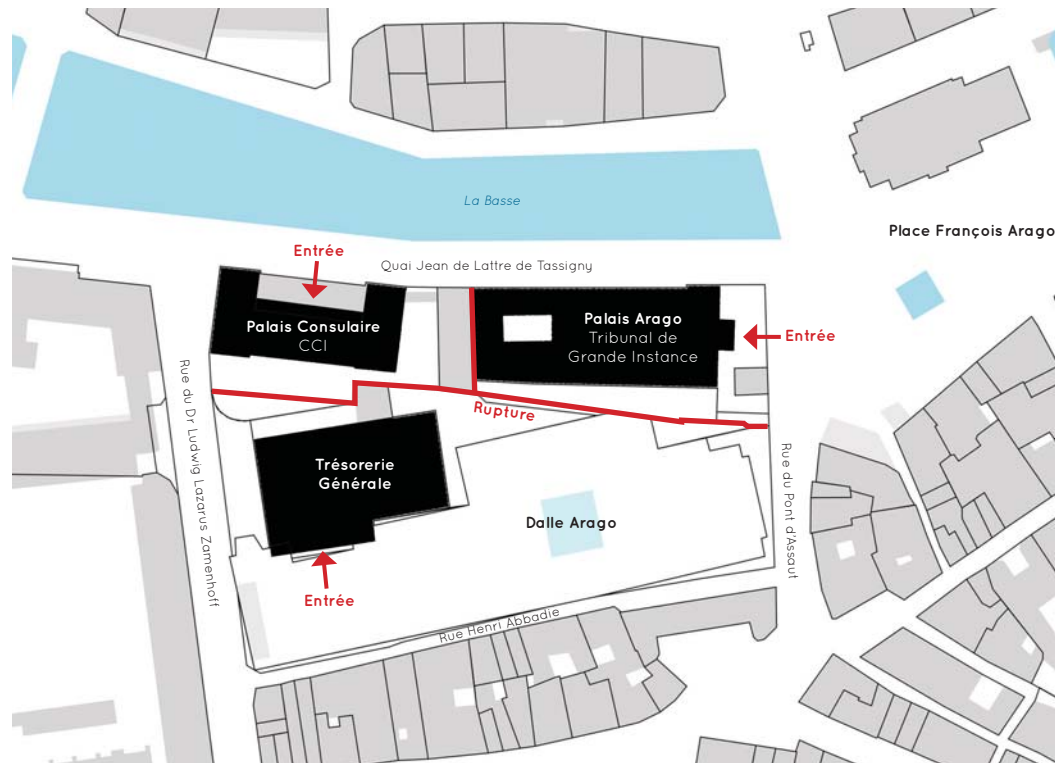 La Basse
Place François Arago
Entrée
Quai Jean de Lattre de Tassigny
Palais Consulaire
CCI
Palais Arago
Tribunal de
Grande Instance
Entrée
Rupture
Rue du Dr Ludwig Lazarus Zamenhoff
Trésorerie
Générale
Dalle Arago
Rue du Pont d'Assaut
Entrée
Rue Henri Abbadie